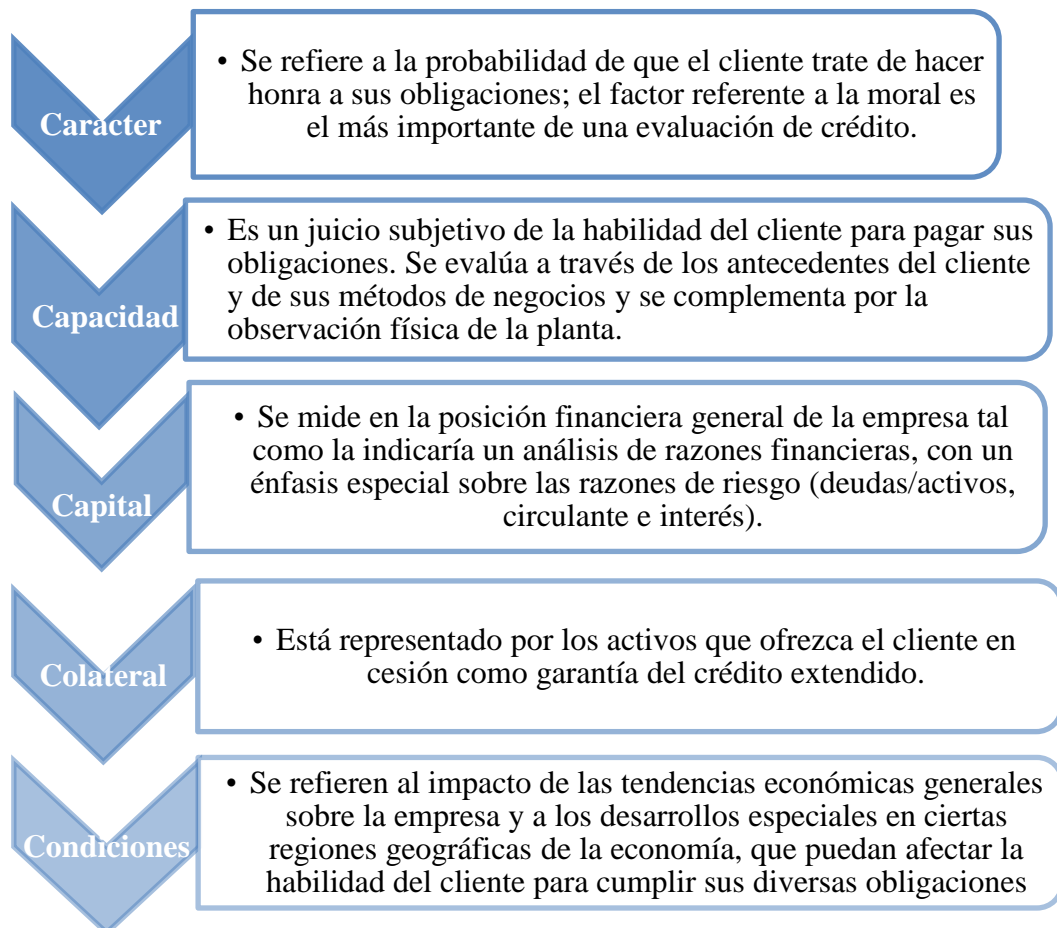 Carácter
• Se refiere a la probabilidad de que el cliente trate de hacer
honra a sus obligaciones; el factor referente a la moral es
el más importante de una evaluación de crédito.
Capacidad
• Es un juicio subjetivo de la habilidad del cliente para pagar sus
obligaciones. Se evalúa a través de los antecedentes del cliente
y de sus métodos de negocios y se complementa por la
observación física de la planta.
Capital
• Se mide en la posición financiera general de la empresa tal
como la indicaría un análisis de razones financieras, con un
énfasis especial sobre las razones de riesgo (deudas/activos,
circulante e interés).
Colateral
• Está representado por los activos que ofrezca el cliente en
cesión como garantía del crédito extendido.
Condiciones
• Se refieren al impacto de las tendencias económicas generales
sobre la empresa y a los desarrollos especiales en ciertas
regiones geográficas de la economía, que puedan afectar la
habilidad del cliente para cumplir sus diversas obligaciones